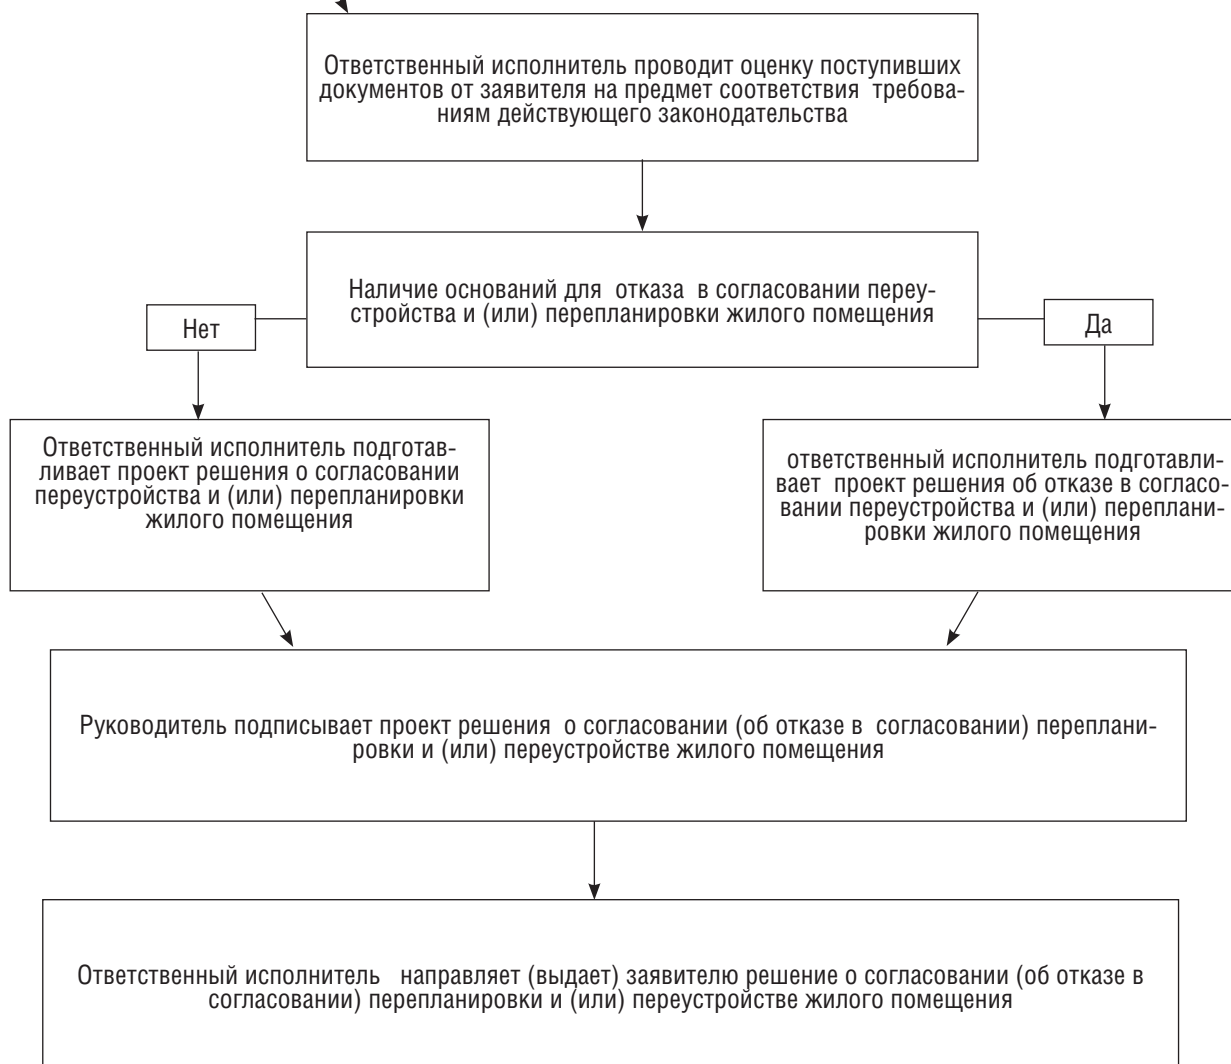 Ответственный исполнитель проводит оценку поступивших
документов от заявителя на предмет соответствия требова-
ниям действующего законодательства
Наличие оснований для отказа в согласовании переу-
стройства и (или) перепланировки жилого помещения
Нет
Да
Ответственный исполнитель подготав-
ливает проект решения о согласовании
переустройства и (или) перепланировки
жилого помещения
ответственный исполнитель подготавли-
вает проект решения об отказе в согласо-
вании переустройства и (или) переплани-
ровки жилого помещения
Руководитель подписывает проект решения о согласовании (об отказе в согласовании) переплани-
ровки и (или) переустройстве жилого помещения
Ответственный исполнитель направляет (выдает) заявителю решение о согласовании (об отказе в
согласовании) перепланировки и (или) переустройстве жилого помещения